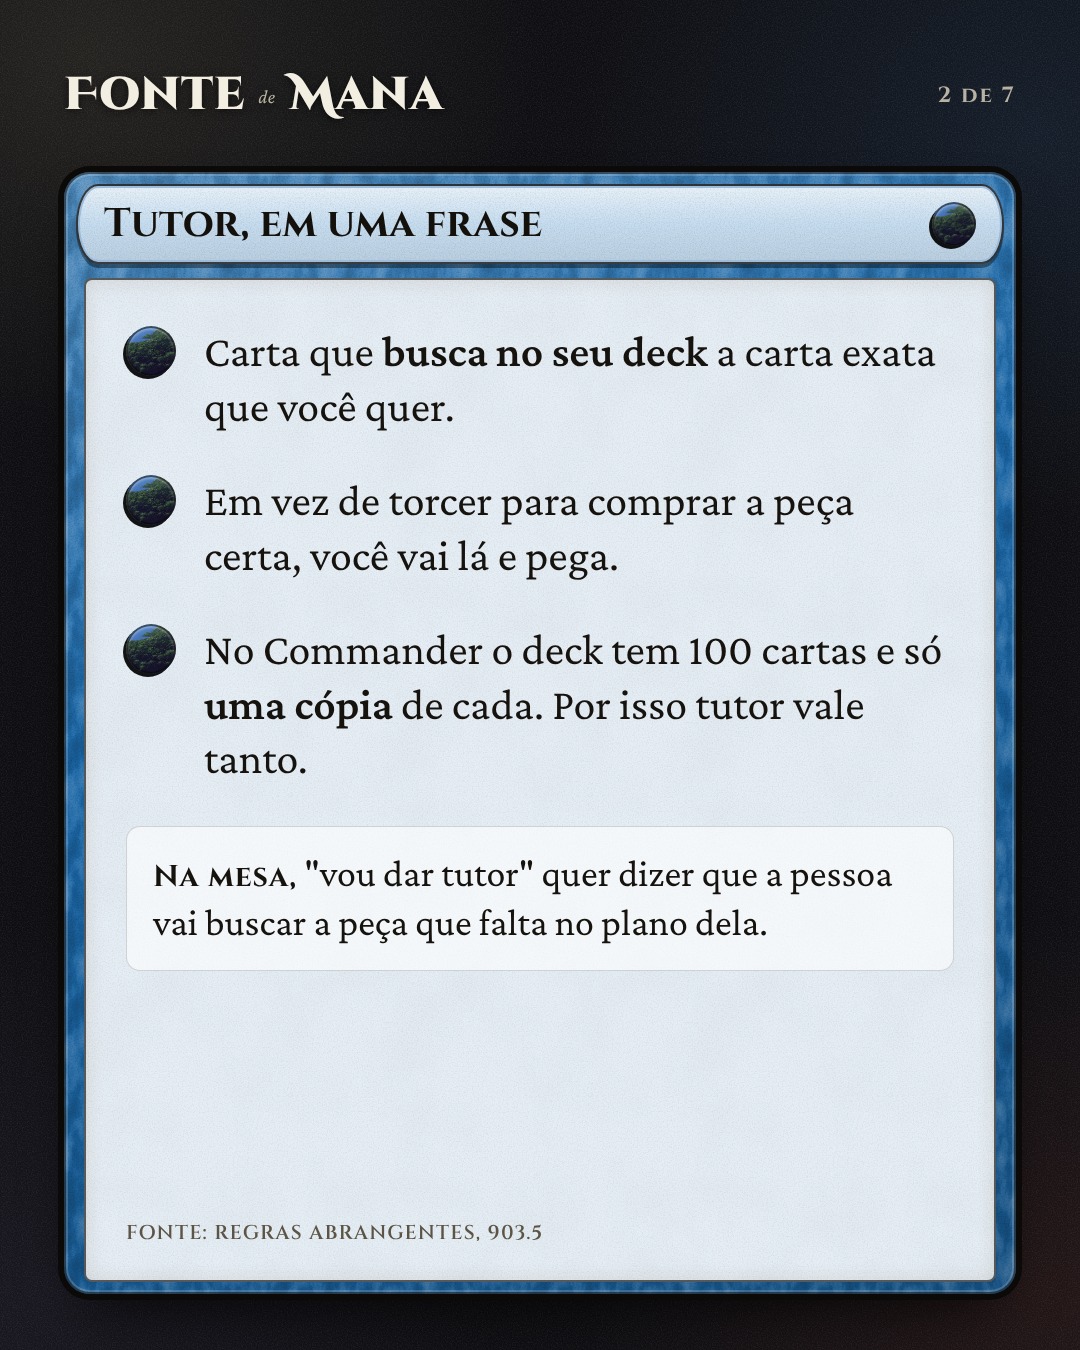 Fonte de Mana
2 DE 7
Tutor, em uma frase
Carta que busca no seu deck a carta exata
que você quer.
Em vez de torcer para comprar a peça
certa, você vai lá e pega.
No Commander o deck tem 100 cartas e só
uma cópia de cada. Por isso tutor vale
tanto.
Na mesa, "vou dar tutor" quer dizer que a pessoa
vai buscar a peça que falta no plano dela.
FONTE: REGRAS ABRANGENTES, 903.5